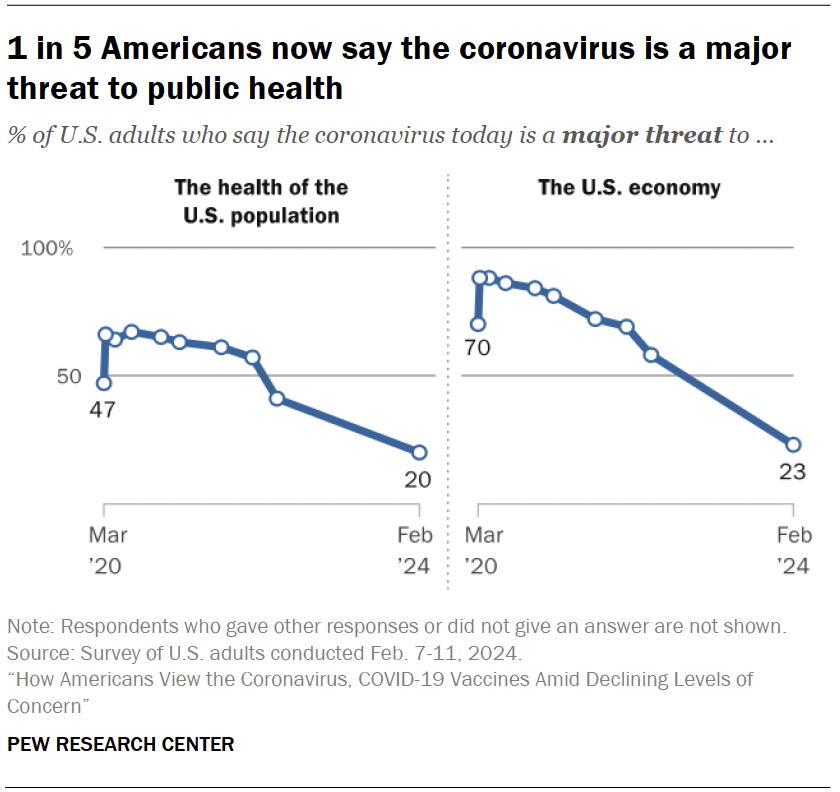 1 in 5 Americans now say the coronavirus is a major
threat to public health
% of U.S. adults who say the coronavirus today is a major threat to ...
The health of the
U.S. population
The U.S. economy
100%
50
47
20
70
23
Mar
’20
Feb
’24
Mar
’20
Feb
’24
Note: Respondents who gave other responses or did not give an answer are not shown.
Source: Survey of U.S. adults conducted Feb. 7-11, 2024.
“How Americans View the Coronavirus, COVID-19 Vaccines Amid Declining Levels of
Concern”
PEW RESEARCH CENTER